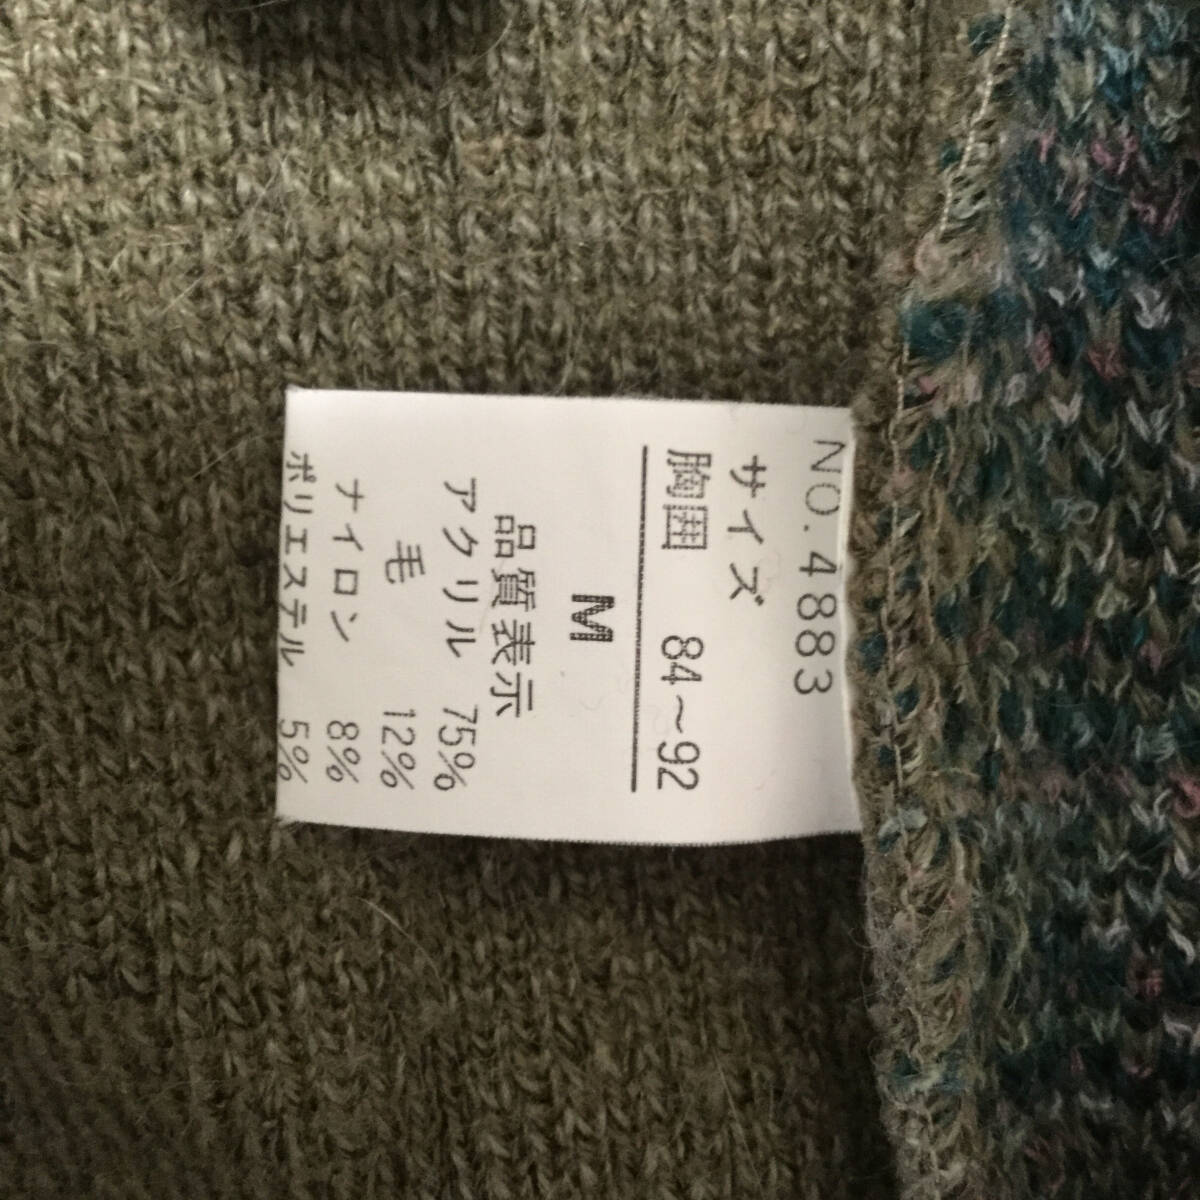 NO.4883
サイズ
胸囲 84～92
M
品質表示
アクリル 75%
毛 12%
ナイロン 8%
ポリエステル 5%